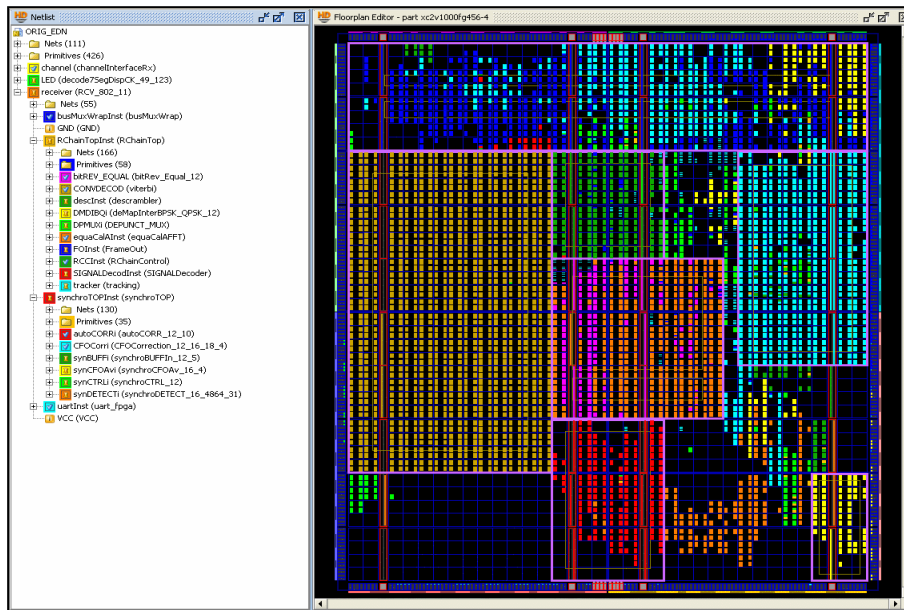 HD Netlist
HD Floorplan Editor - part xc2v1000fg456-4
ORIG_EDN
Nets (111)
Primitives (426)
channel (channelInterfaceRx)
LED (decode7SegDispCK_49_123)
receiver (RCV_802_11)
Nets (55)
busMuxWrapInst (busMuxWrap)
GND (GND)
RChainTopInst (RChainTop)
Nets (166)
Primitives (58)
bitREV_EQUAL (bitRev_Equal_12)
CONVDECOD (viterbi)
descInst (descrambler)
DMDIBQi (deMapInterBPSK_QPSK_12)
DPMUXi (DEPUNCT_MUX)
equaCalAInst (equaCalAFFT)
FOInst (FrameOut)
RCCInst (RChainControl)
SIGNALDecodInst (SIGNALDecoder)
tracker (tracking)
synchroTOPInst (synchroTOP)
Nets (130)
Primitives (35)
autoCORRi (autoCORR_12_10)
CFOCorri (CFOCorrection_12_16_18_4)
synBUFFi (synchroBUFFIn_12_5)
synCFOAvi (synchroCFOAv_16_4)
synCTRLi (synchroCTRL_12)
synDETECTi (synchroDETECT_16_4864_31)
uartInst (uart_fpga)
VCC (VCC)